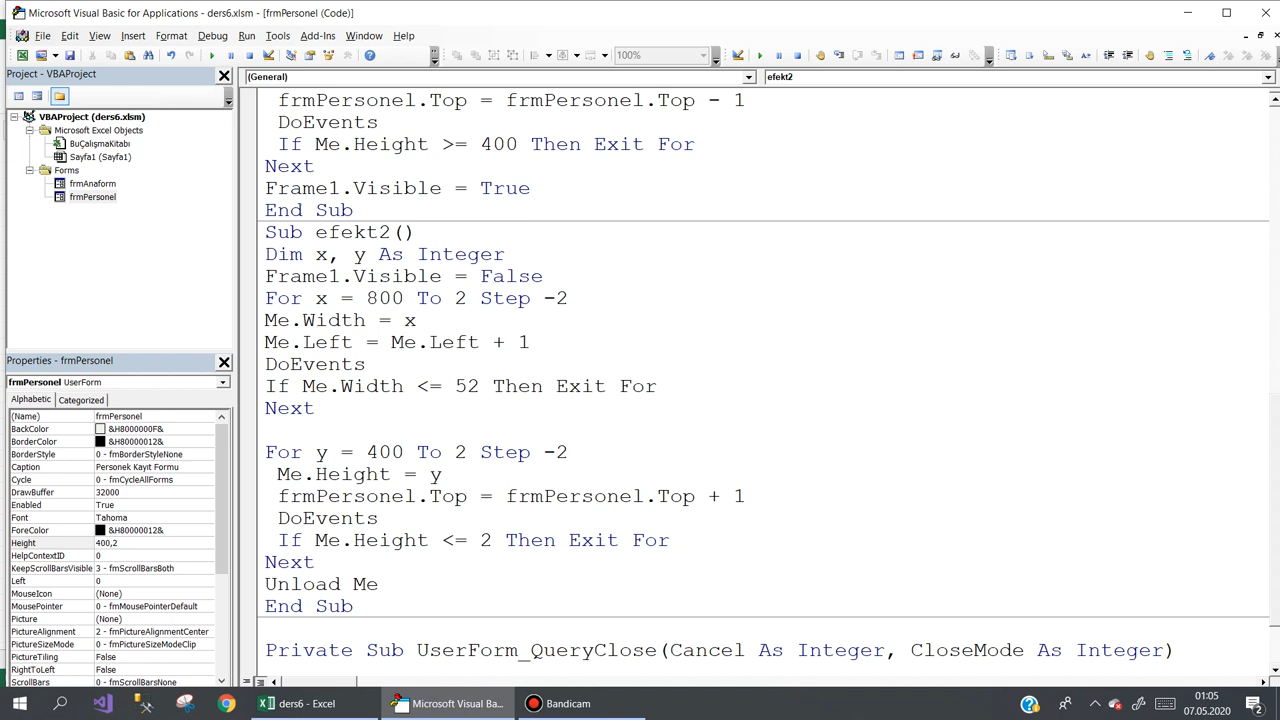 Microsoft Visual Basic for Applications - ders6.xlsm - [frmPersonel (Code)]
File Edit View Insert Format Debug Run Tools Add-Ins Window Help
100%
Project - VBAProject
VBAProject (ders6.xlsm)
Microsoft Excel Objects
BuÇalışmaKitabı
Sayfa1 (Sayfa1)
Forms
frmAnaform
frmPersonel
Properties - frmPersonel
frmPersonel UserForm
Alphabetic Categorized
(Name) frmPersonel
BackColor &H8000000F&
BorderColor &H80000012&
BorderStyle 0 - fmBorderStyleNone
Caption Personek Kayıt Formu
Cycle 0 - fmCycleAllForms
DrawBuffer 32000
Enabled True
Font Tahoma
ForeColor &H80000012&
Height 400,2
HelpContextID 0
KeepScrollBarsVisible 3 - fmScrollBarsBoth
Left 0
MouseIcon (None)
MousePointer 0 - fmMousePointerDefault
Picture (None)
PictureAlignment 2 - fmPictureAlignmentCenter
PictureSizeMode 0 - fmPictureSizeModeClip
PictureTiling False
RightToLeft False
ScrollBars 0 - fmScrollBarsNone
(General) efekt2
frmPersonel.Top = frmPersonel.Top - 1
DoEvents
If Me.Height >= 400 Then Exit For
Next
Frame1.Visible = True
End Sub
Sub efekt2()
Dim x, y As Integer
Frame1.Visible = False
For x = 800 To 2 Step -2
Me.Width = x
Me.Left = Me.Left + 1
DoEvents
If Me.Width <= 52 Then Exit For
Next
For y = 400 To 2 Step -2
Me.Height = y
frmPersonel.Top = frmPersonel.Top + 1
DoEvents
If Me.Height <= 2 Then Exit For
Next
Unload Me
End Sub
Private Sub UserForm_QueryClose(Cancel As Integer, CloseMode As Integer)
ders6 - Excel
Microsoft Visual Ba...
Bandicam
01:05
07.05.2020
2